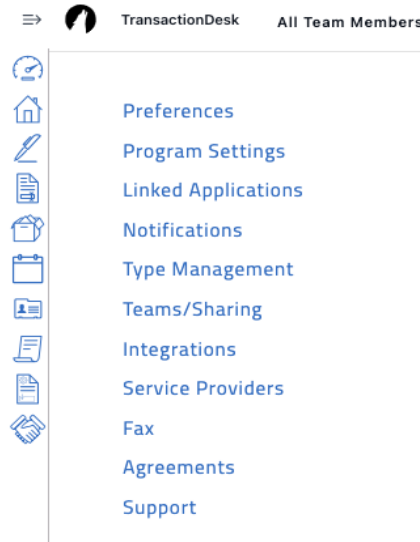 TransactionDesk
All Team Members
Preferences
Program Settings
Linked Applications
Notifications
Type Management
Teams/Sharing
Integrations
Service Providers
Fax
Agreements
Support